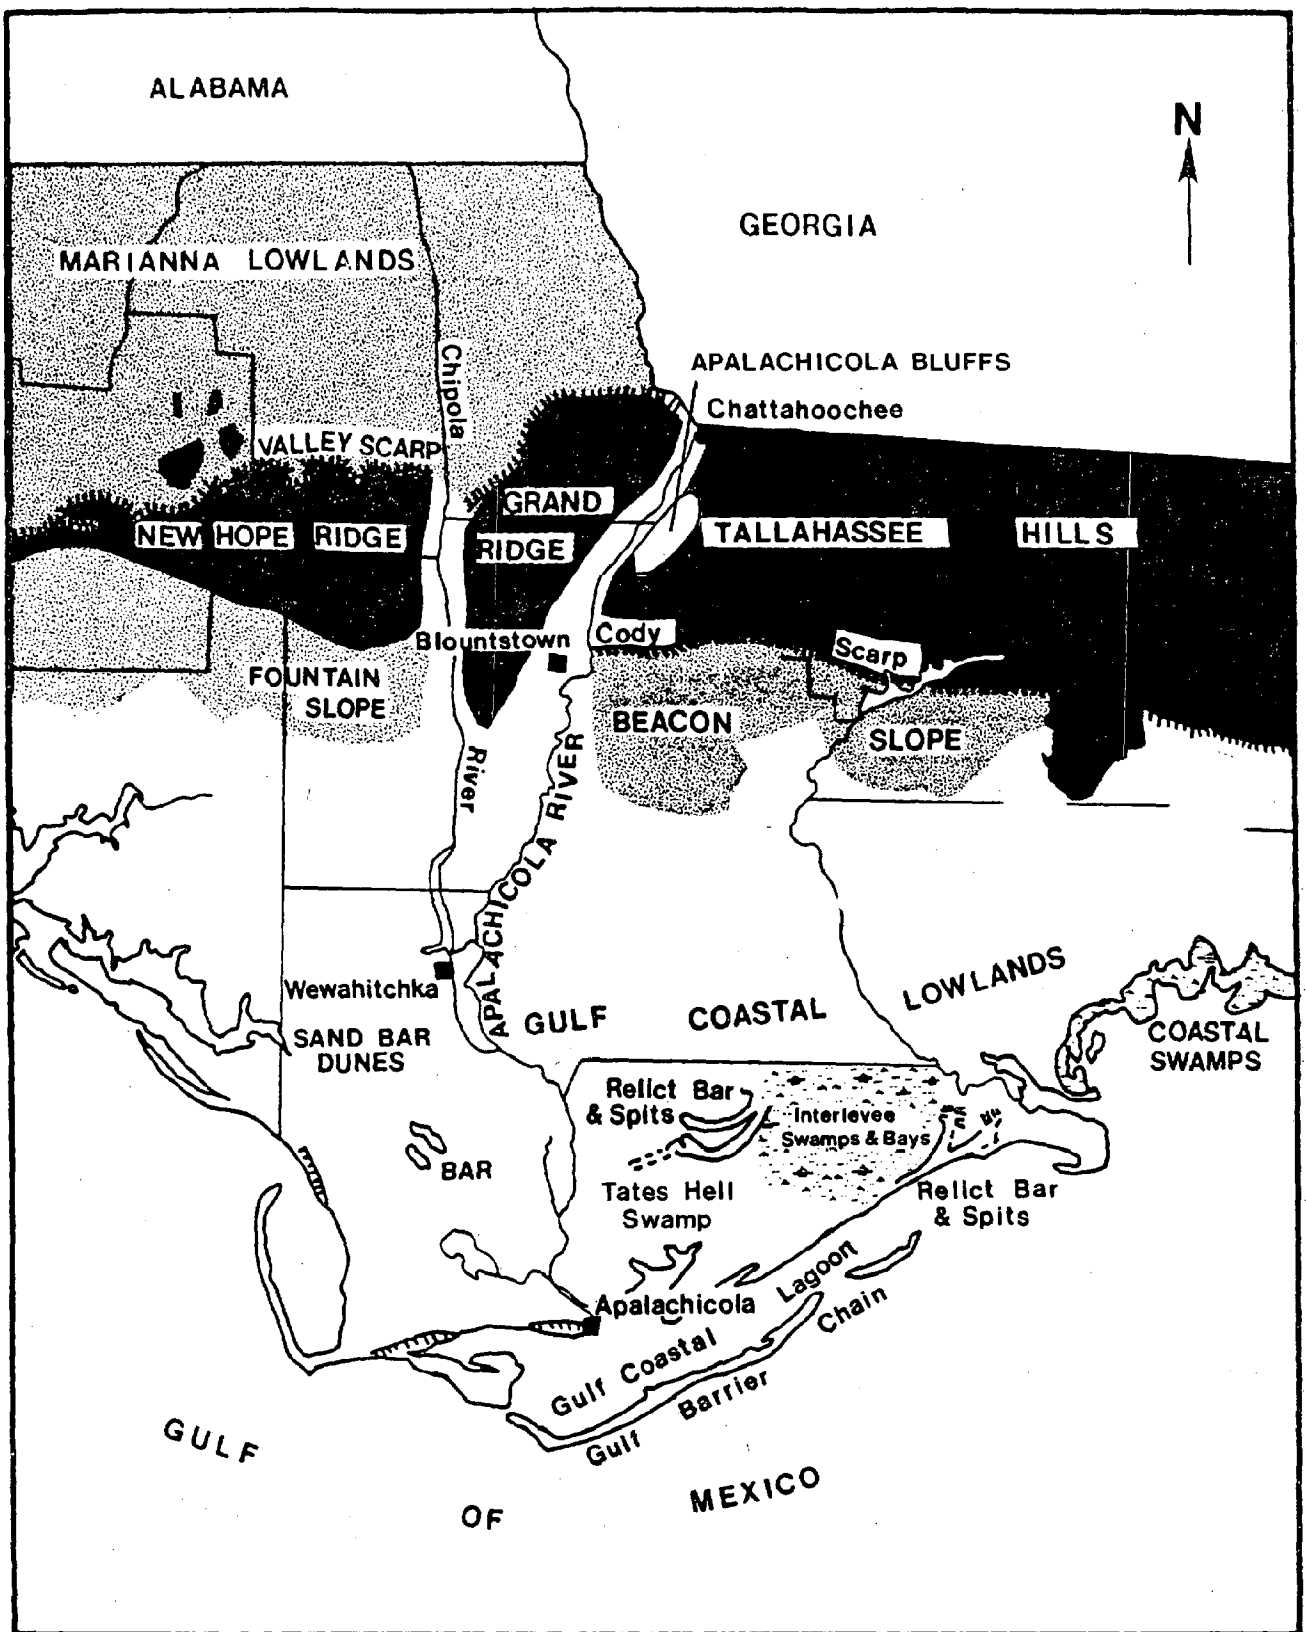 ALABAMA
N
GEORGIA
MARIANNA LOWLANDS
Chipola
APALACHICOLA BLUFFS
Chattahoochee
VALLEY SCARP
GRAND
RIDGE
NEW HOPE RIDGE
TALLAHASSEE HILLS
Blountstown
Cody
Scarp
FOUNTAIN
SLOPE
BEACON
SLOPE
River
APALACHICOLA RIVER
Wewahitchka
SAND BAR
DUNES
GULF COASTAL LOWLANDS
COASTAL
SWAMPS
Relict Bar
& Spits
Interlevee
Swamps & Bays
BAR
Tates Hell
Swamp
Relict Bar
& Spits
Apalachicola
Gulf Coastal Lagoon
Gulf Barrier Chain
GULF
OF
MEXICO